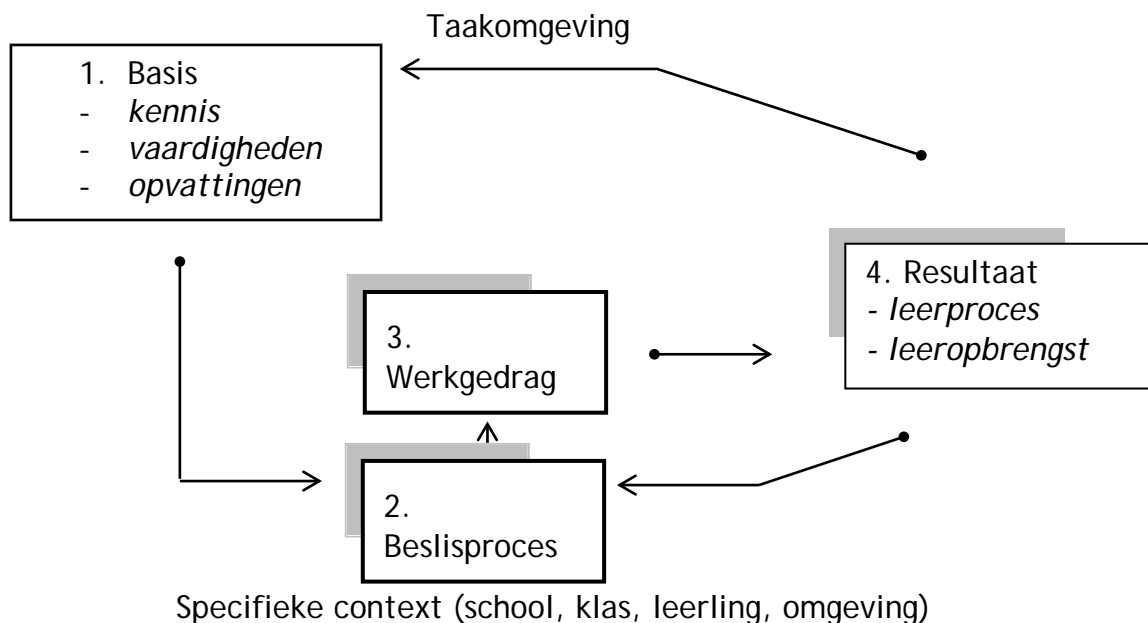 Taakomgeving
1. Basis
- kennis
- vaardigheden
- opvattingen
3.
Werkgedrag
4. Resultaat
- leerproces
- leeropbrengst
2.
Beslisproces
Specifieke context (school, klas, leerling, omgeving)